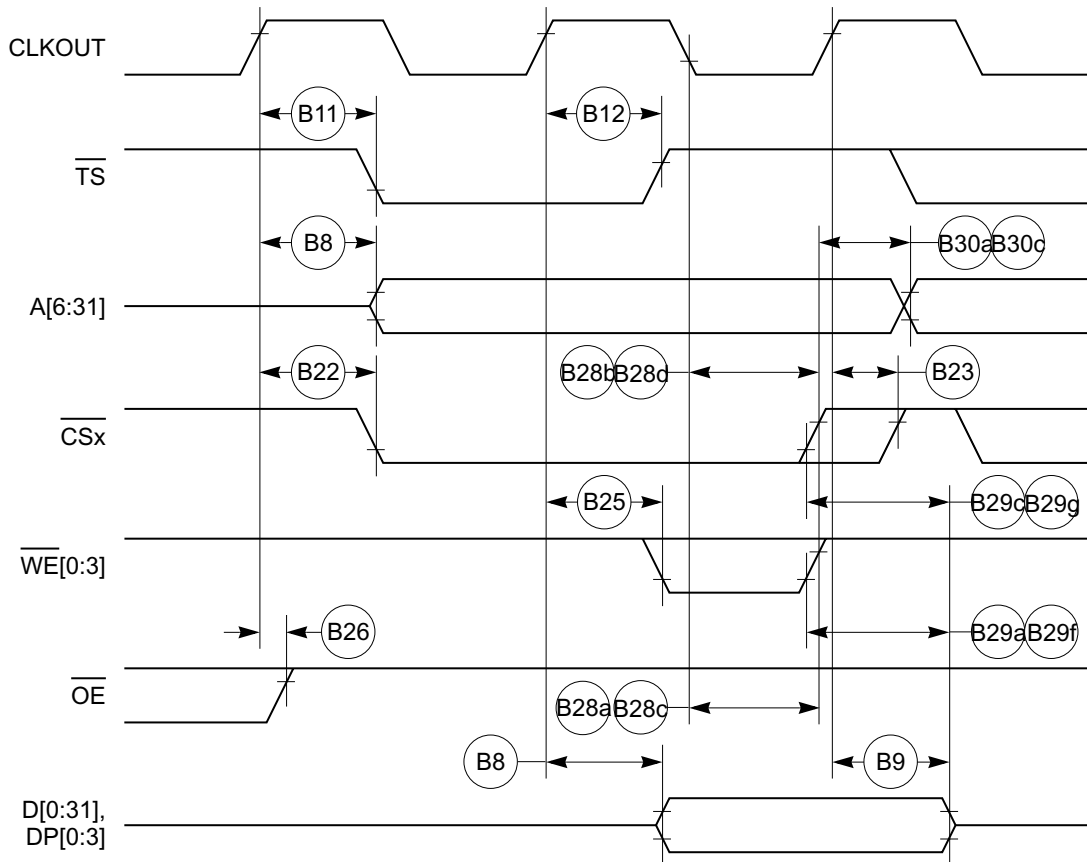 CLKOUT
B11
B12
TS
B8
B30a B30c
A[6:31]
B22
B28b B28d
B23
CSx
B25
B29c B29g
WE[0:3]
B26
B29a B29f
OE
B28a B28c
B8
B9
D[0:31],
DP[0:3]